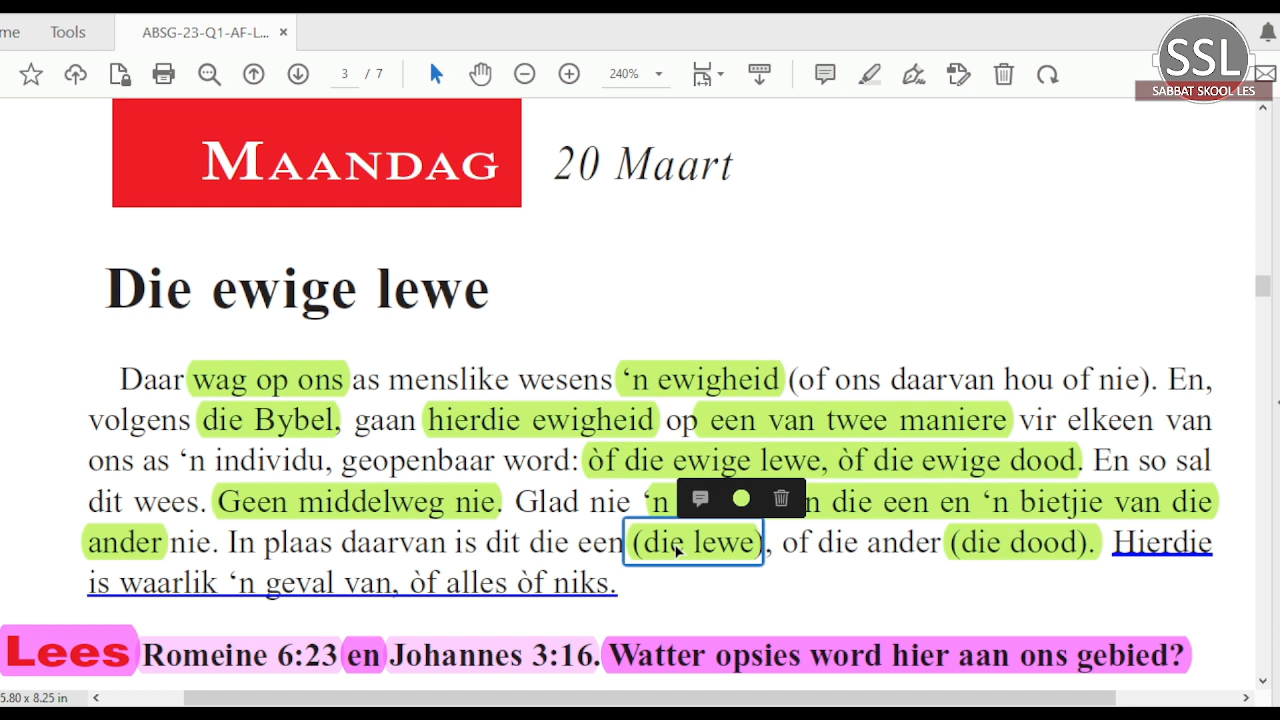 me Tools ABSG-23-Q1-AF-L... ×
SSL
SABBAT SKOOL LES
3 / 7 240%
MAANDAG 20 Maart
Die ewige lewe
Daar wag op ons as menslike wesens ‘n ewigheid (of ons daarvan hou of nie). En,
volgens die Bybel, gaan hierdie ewigheid op een van twee maniere vir elkeen van
ons as ‘n individu, geopenbaar word: òf die ewige lewe, òf die ewige dood. En so sal
dit wees. Geen middelweg nie. Glad nie ‘n n die een en ‘n bietjie van die
ander nie. In plaas daarvan is dit die een (die lewe), of die ander (die dood). Hierdie
is waarlik ‘n geval van, òf alles òf niks.
Lees Romeine 6:23 en Johannes 3:16. Watter opsies word hier aan ons gebied?
5.80 x 8.25 in